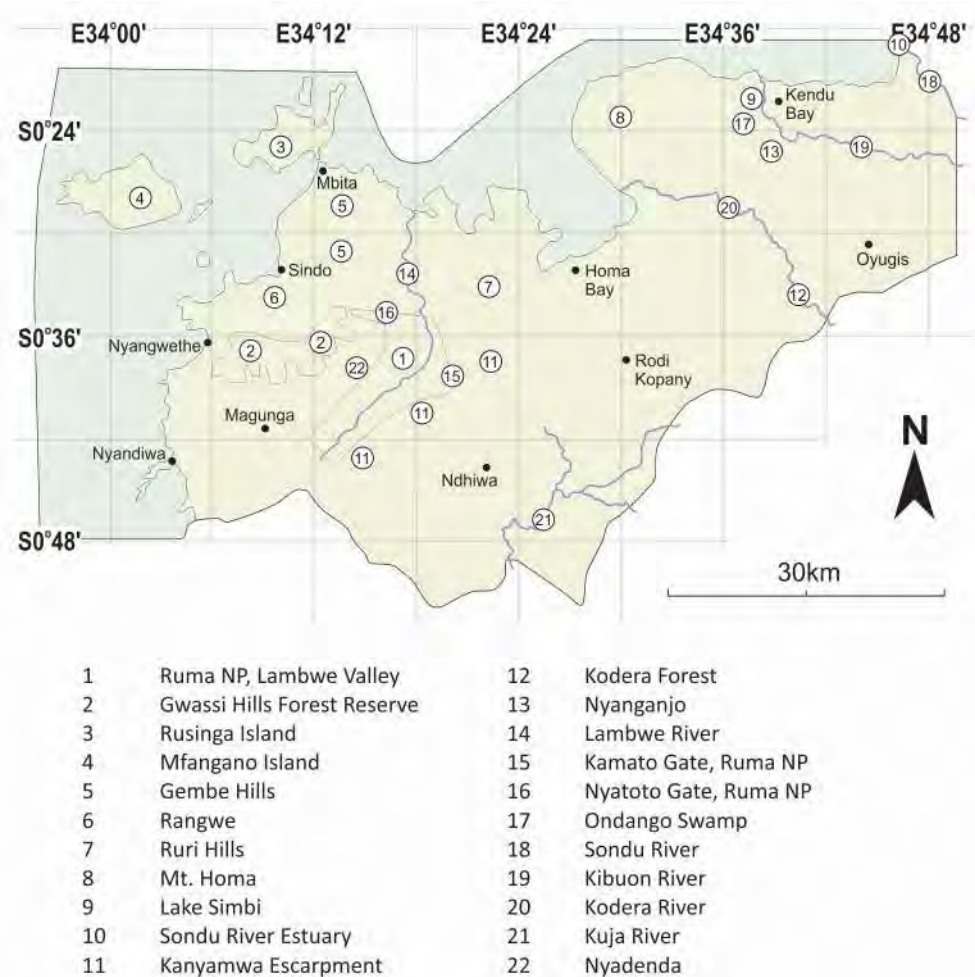 E34°00' E34°12' E34°24' E34°36' E34°48'
10
18
9 Kendu
Bay
8
17
S0°24'
3
13
19
Mbita
4
5
20
5
Oyugis
Sindo
14
Homa
Bay
6
7
12
16
S0°36'
Nyangwethe
2
2
1
11
Rodi
Kopany
22
15
Magunga
11
N
Nyandiwa
11
Ndhiwa
21
S0°48'
30km
1 Ruma NP, Lambwe Valley
2 Gwassi Hills Forest Reserve
3 Rusinga Island
4 Mfangano Island
5 Gembe Hills
6 Rangwe
7 Ruri Hills
8 Mt. Homa
9 Lake Simbi
10 Sondu River Estuary
11 Kanyamwa Escarpment
12 Kodera Forest
13 Nyanganjo
14 Lambwe River
15 Kamato Gate, Ruma NP
16 Nyatoto Gate, Ruma NP
17 Ondango Swamp
18 Sondu River
19 Kibuon River
20 Kodera River
21 Kuja River
22 Nyadenda